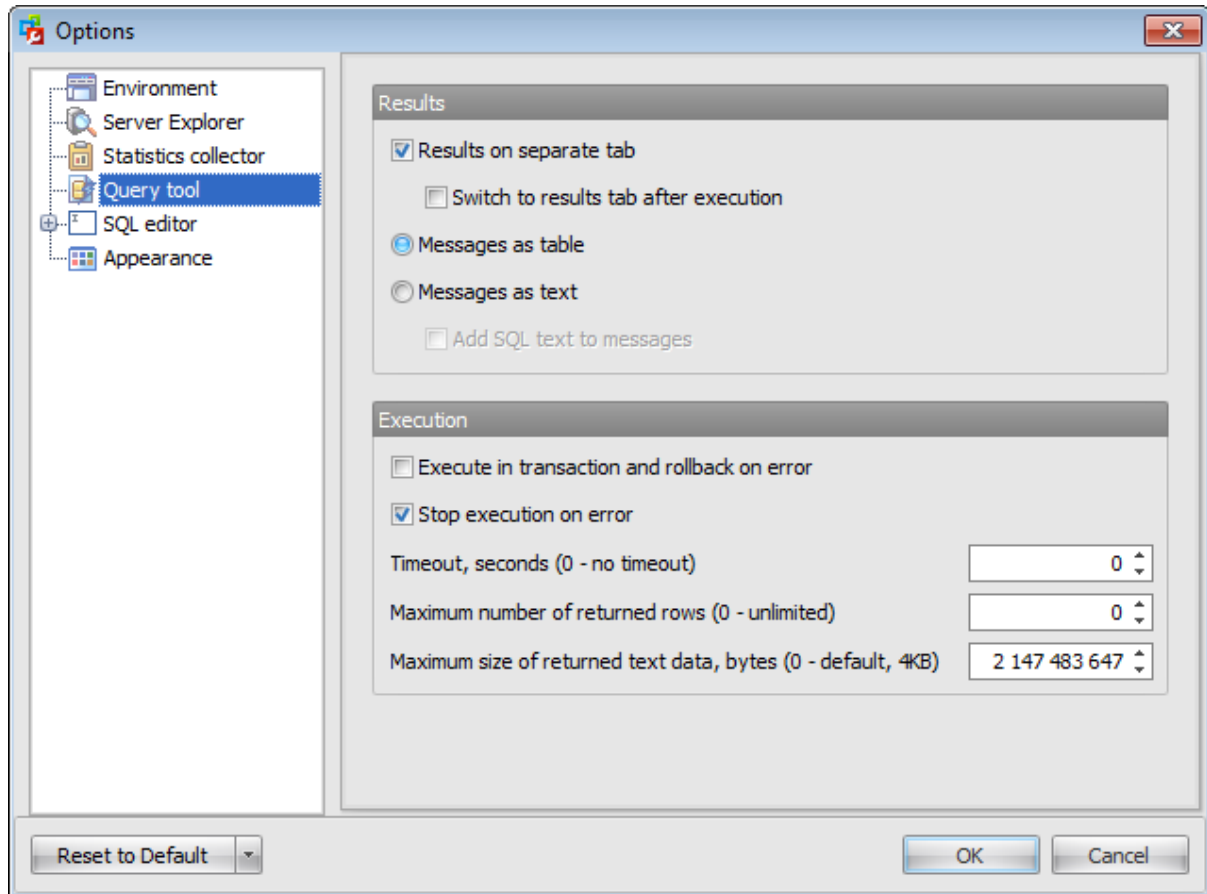 Options
Environment
Server Explorer
Statistics collector
Query tool
SQL editor
Appearance
Results
Results on separate tab
Switch to results tab after execution
Messages as table
Messages as text
Add SQL text to messages
Execution
Execute in transaction and rollback on error
Stop execution on error
Timeout, seconds (0 - no timeout) 0
Maximum number of returned rows (0 - unlimited) 0
Maximum size of returned text data, bytes (0 - default, 4KB) 2 147 483 647
Reset to Default OK Cancel